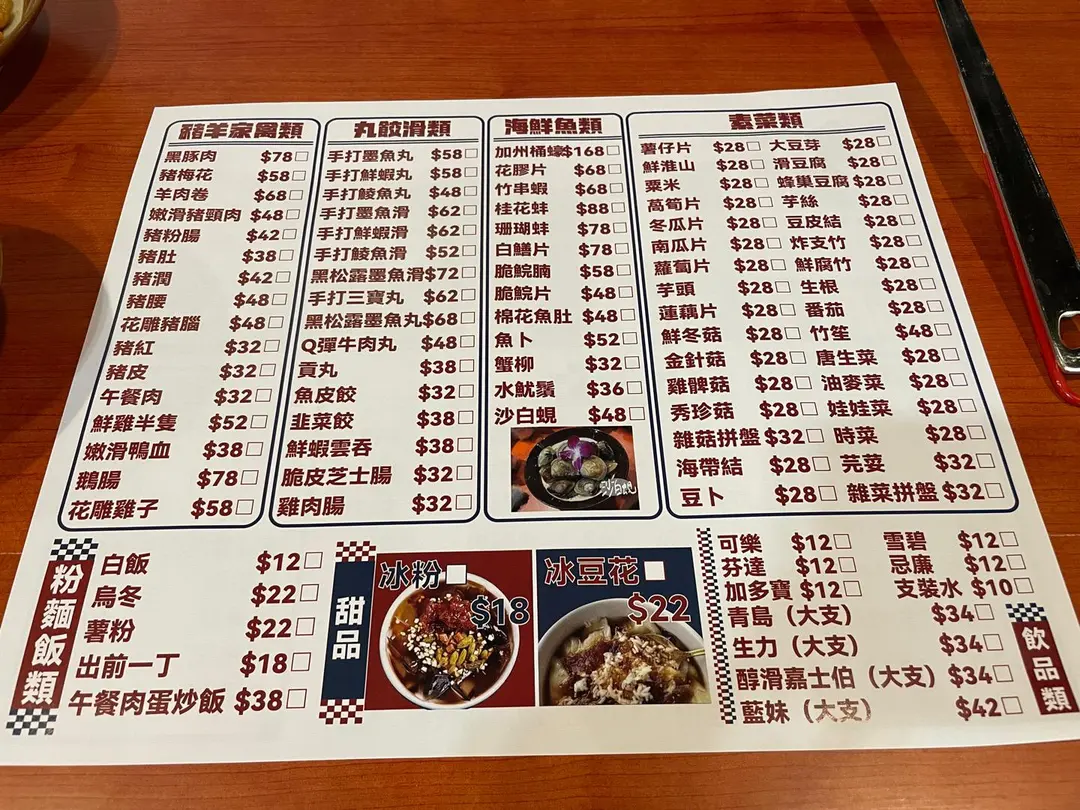 豬羊家禽類
黑豚肉 $78
豬梅花 $58
羊肉卷 $68
嫩滑豬頸肉 $48
豬粉腸 $42
豬肚 $38
豬潤 $42
豬腰 $48
花雕豬腦 $48
豬紅 $32
豬皮 $32
午餐肉 $32
鮮雞半隻 $52
嫩滑鴨血 $38
鵝腸 $78
花雕雞子 $58
丸餃滑類
手打墨魚丸 $58
手打鮮蝦丸 $58
手打鯪魚丸 $48
手打墨魚滑 $62
手打鮮蝦滑 $62
手打鯪魚滑 $52
黑松露墨魚滑 $72
手打三寶丸 $62
黑松露墨魚丸 $68
Q彈牛肉丸 $48
貢丸 $38
魚皮餃 $32
韭菜餃 $38
鮮蝦雲吞 $38
脆皮芝士腸 $32
雞肉腸 $32
海鮮魚類
加州桶蠔 $168
花膠片 $68
竹串蝦 $68
桂花蚌 $88
珊瑚蚌 $78
白鱔片 $78
脆鯇腩 $58
脆鯇片 $48
棉花魚肚 $48
魚卜 $52
蟹柳 $32
水魷鬚 $36
沙白蜆 $48
沙白蜆
素菜類
薯仔片 $28 大豆芽 $28
鮮淮山 $28 滑豆腐 $28
粟米 $28 蜂巢豆腐 $28
萵筍片 $28 芋絲 $28
冬瓜片 $28 豆皮結 $28
南瓜片 $28 炸支竹 $28
蘿蔔片 $28 鮮腐竹 $28
芋頭 $28 生根 $28
蓮藕片 $28 番茄 $28
鮮冬菇 $28 竹笙 $48
金針菇 $28 唐生菜 $28
雞髀菇 $28 油麥菜 $28
秀珍菇 $28 娃娃菜 $28
雜菇拼盤 $32 時菜 $28
海帶結 $28 芫荽 $32
豆卜 $28 雜菜拼盤 $32
粉麵飯類
白飯 $12
烏冬 $22
薯粉 $22
出前一丁 $18
午餐肉蛋炒飯 $38
甜品
冰粉 $18
冰豆花 $22
可樂 $12 雪碧 $12
芬達 $12 忌廉 $12
加多寶 $12 支裝水 $10
青島（大支） $34
生力（大支） $34
醇滑嘉士伯（大支） $34
藍妹（大支） $42
飲品類